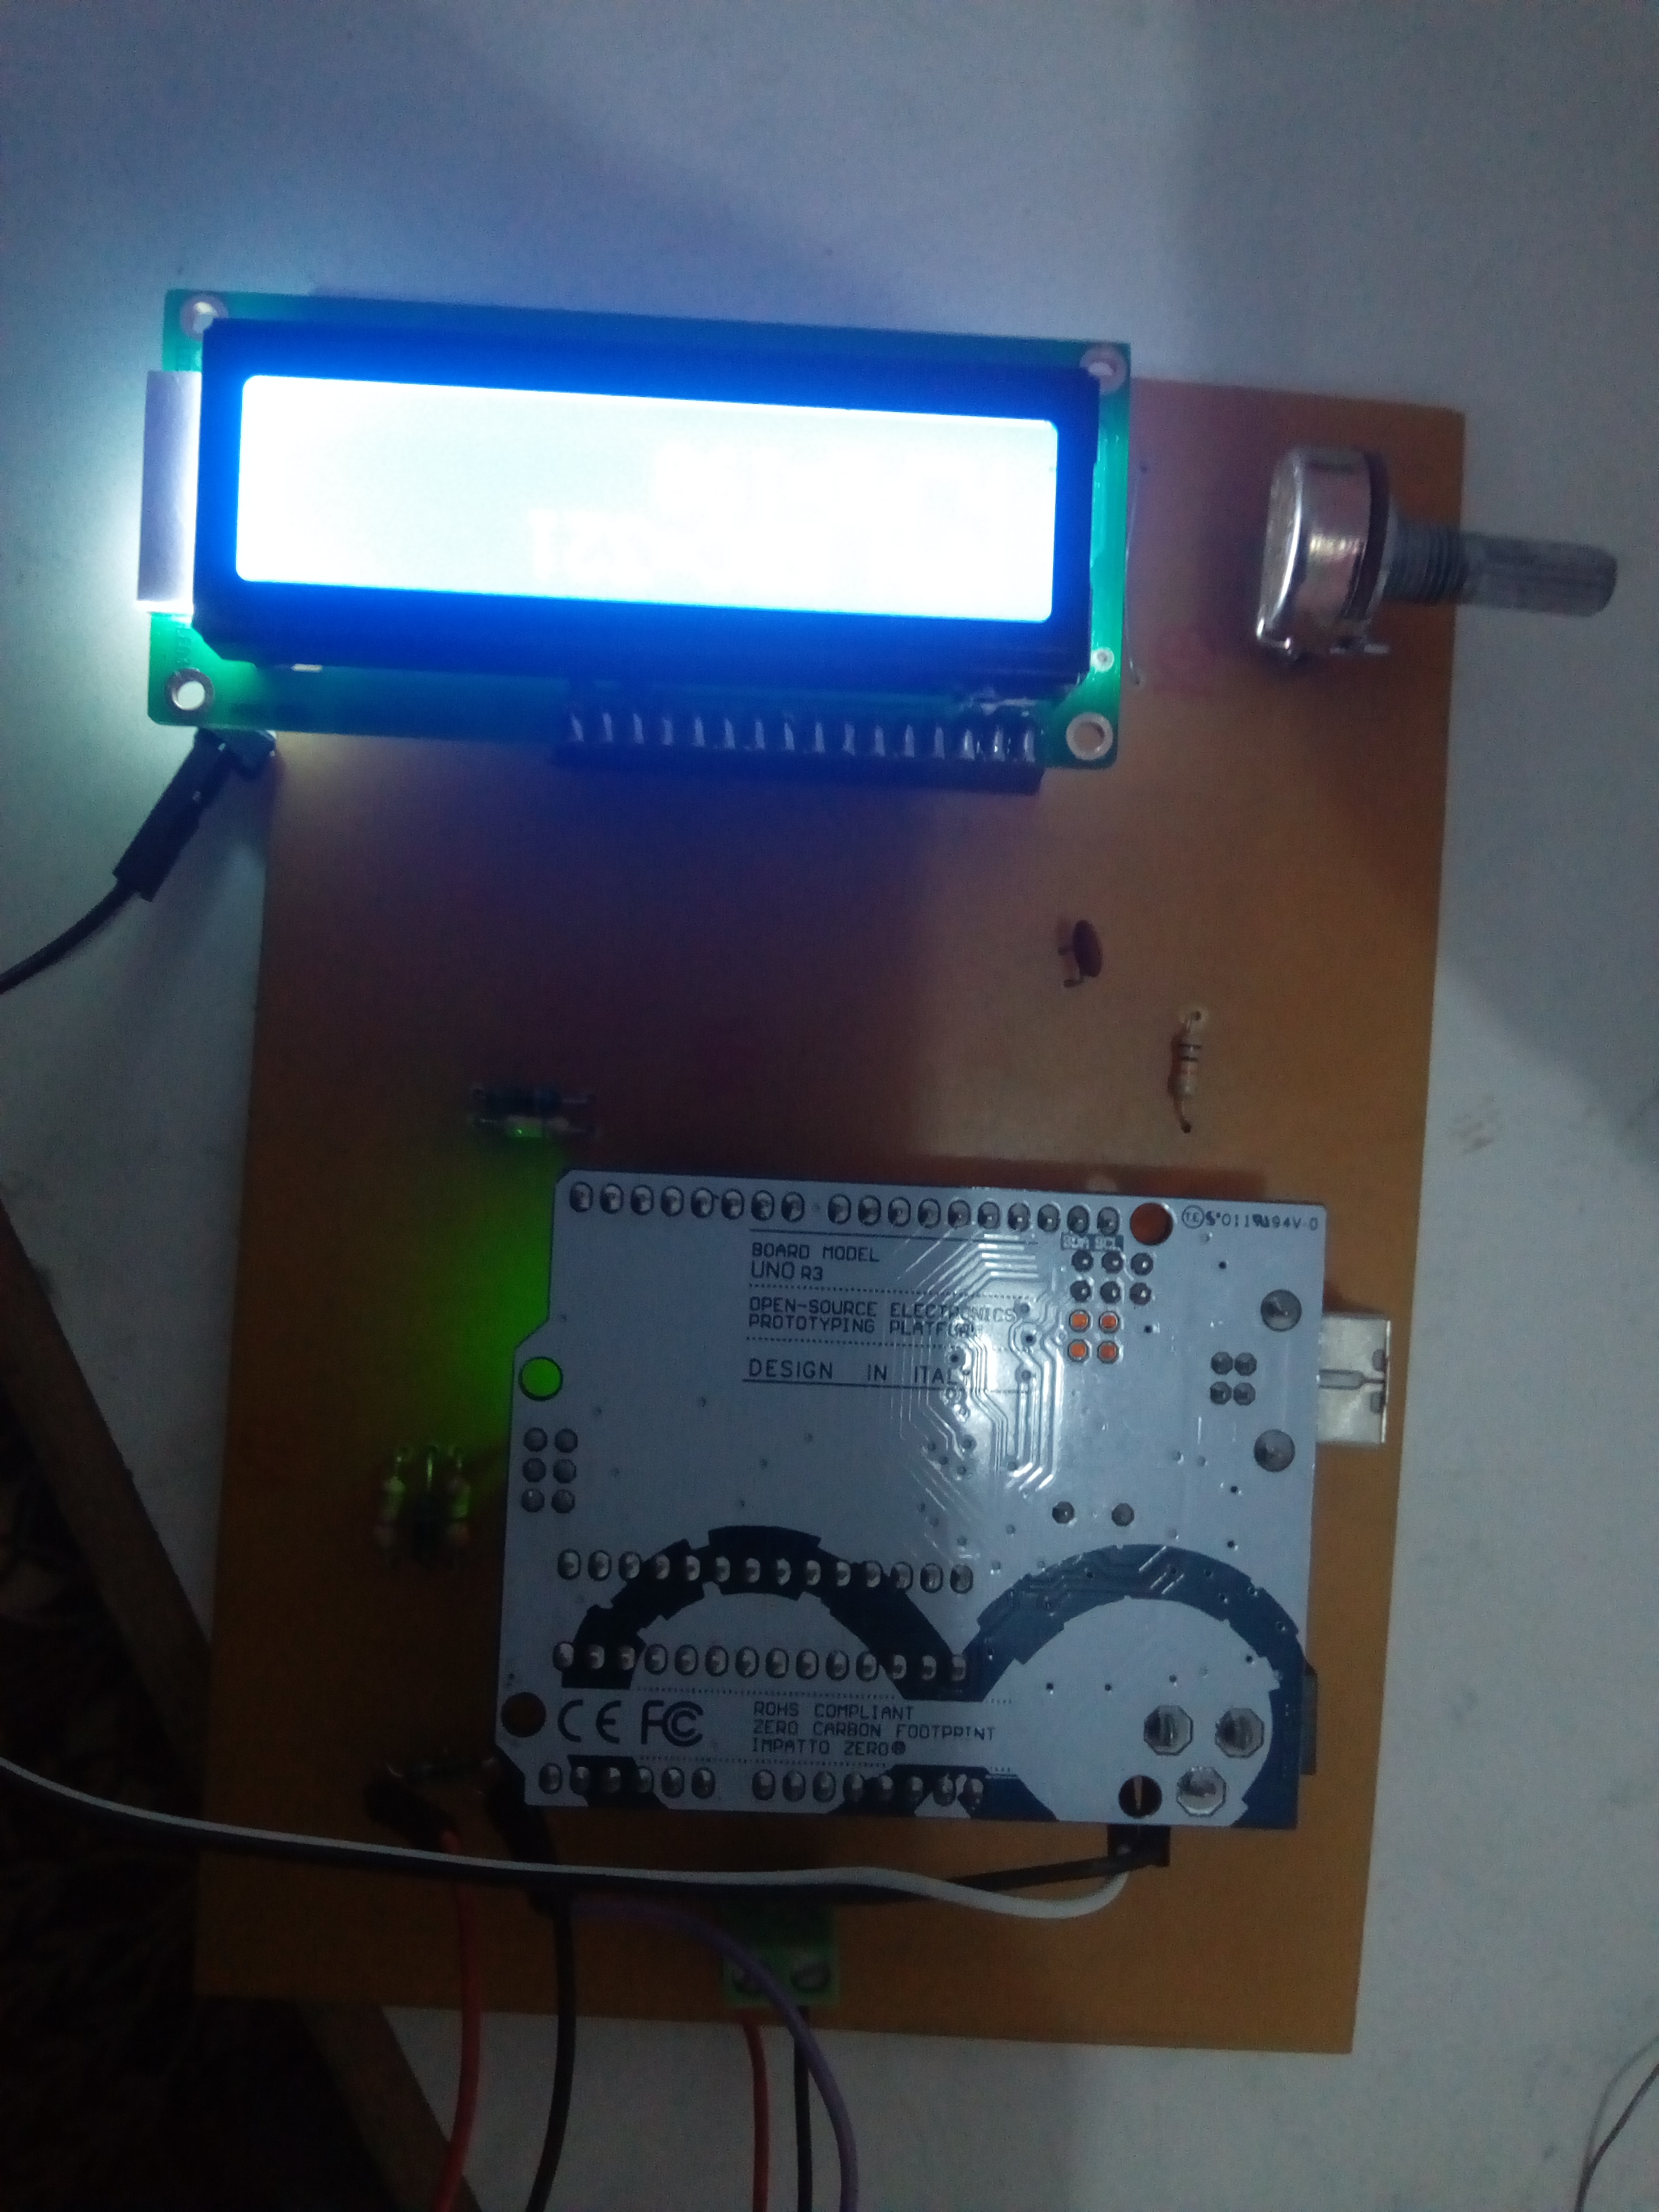 94V-0
SDA SCL
BOARD MODEL
UNO R3
OPEN-SOURCE ELECTRONICS
PROTOTYPING PLATFORM
DESIGN IN ITALY
CE FC
ROHS COMPLIANT
ZERO CARBON FOOTPRINT
IMPATTO ZERO®